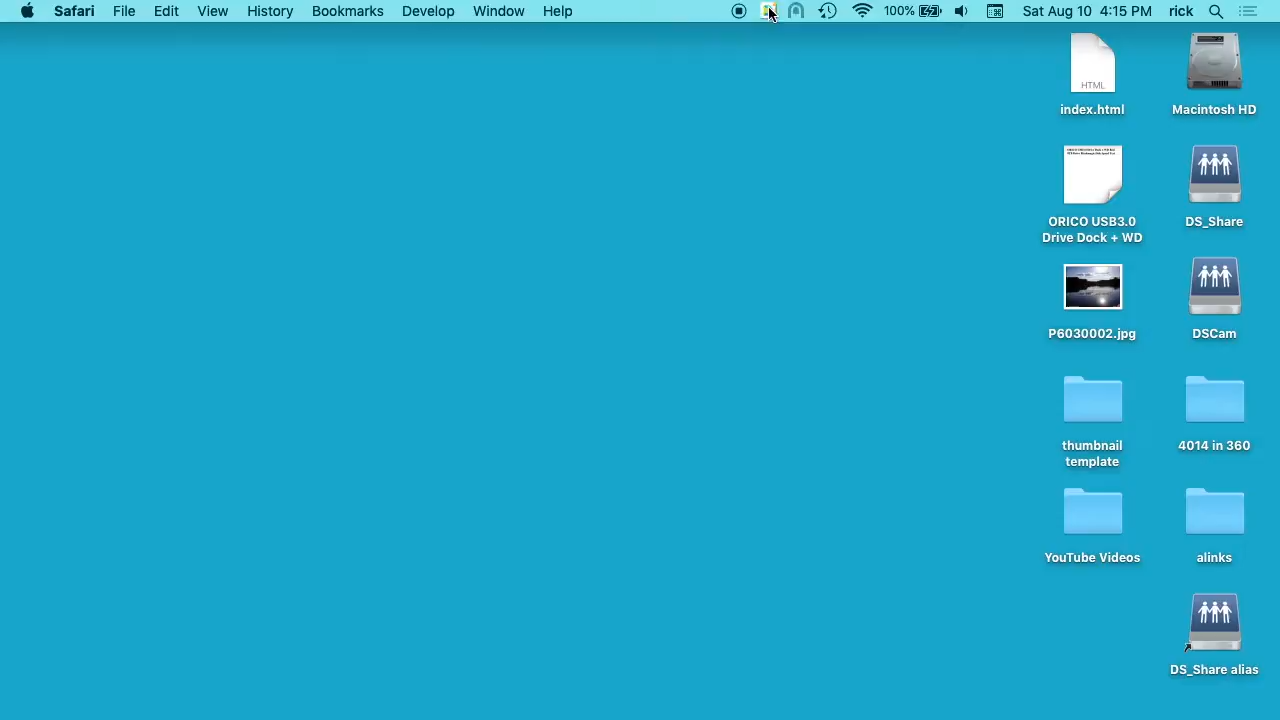 Safari File Edit View History Bookmarks Develop Window Help 100% Sat Aug 10 4:15 PM rick
HTML
index.html
Macintosh HD
ORICO USB3.0
Drive Dock + WD
DS_Share
P6030002.jpg
DSCam
thumbnail
template
4014 in 360
YouTube Videos
alinks
DS_Share alias